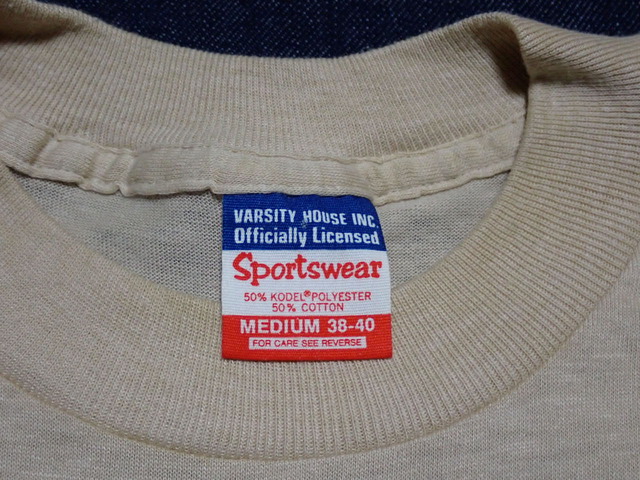 VARSITY HOUSE INC.
Officially Licensed
Sportswear
50% KODEL® POLYESTER
50% COTTON
MEDIUM 38-40
FOR CARE SEE REVERSE